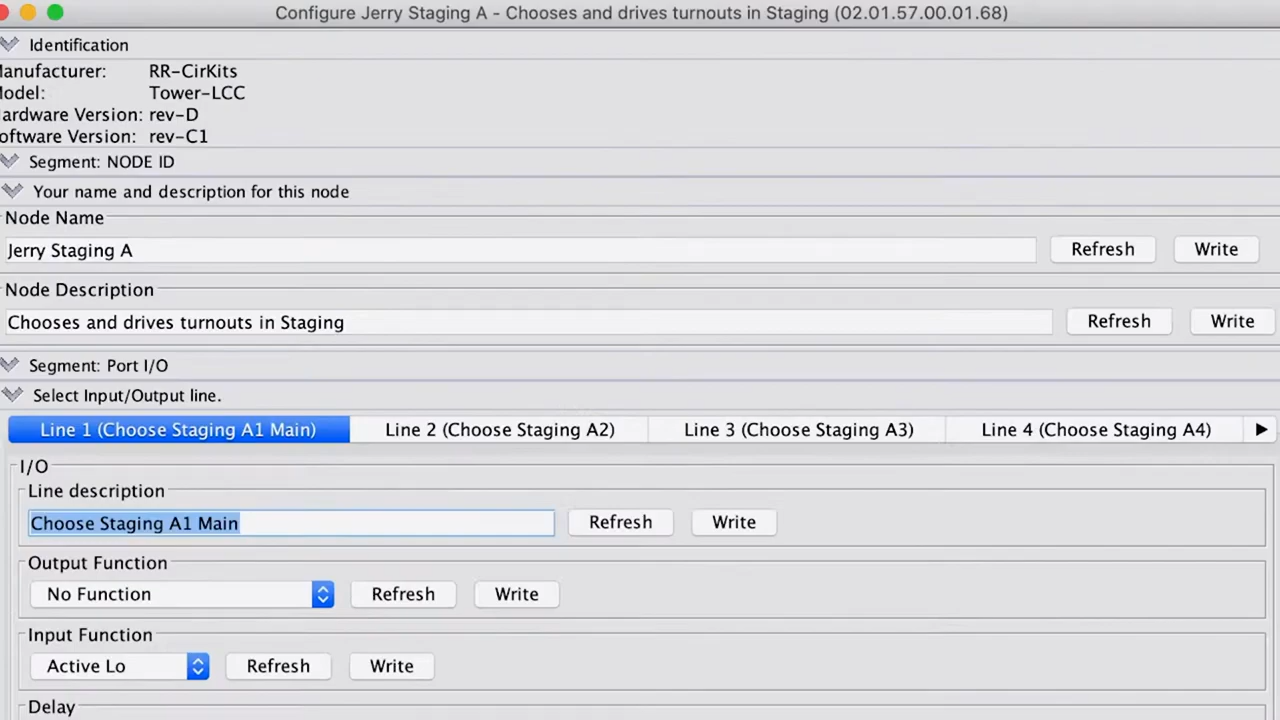 Configure Jerry Staging A - Chooses and drives turnouts in Staging (02.01.57.00.01.68)
Identification
Manufacturer: RR-CirKits
Model: Tower-LCC
Hardware Version: rev-D
Software Version: rev-C1
Segment: NODE ID
Your name and description for this node
Node Name
Jerry Staging A Refresh Write
Node Description
Chooses and drives turnouts in Staging Refresh Write
Segment: Port I/O
Select Input/Output line.
Line 1 (Choose Staging A1 Main) Line 2 (Choose Staging A2) Line 3 (Choose Staging A3) Line 4 (Choose Staging A4)
I/O
Line description
Choose Staging A1 Main Refresh Write
Output Function
No Function Refresh Write
Input Function
Active Lo Refresh Write
Delay